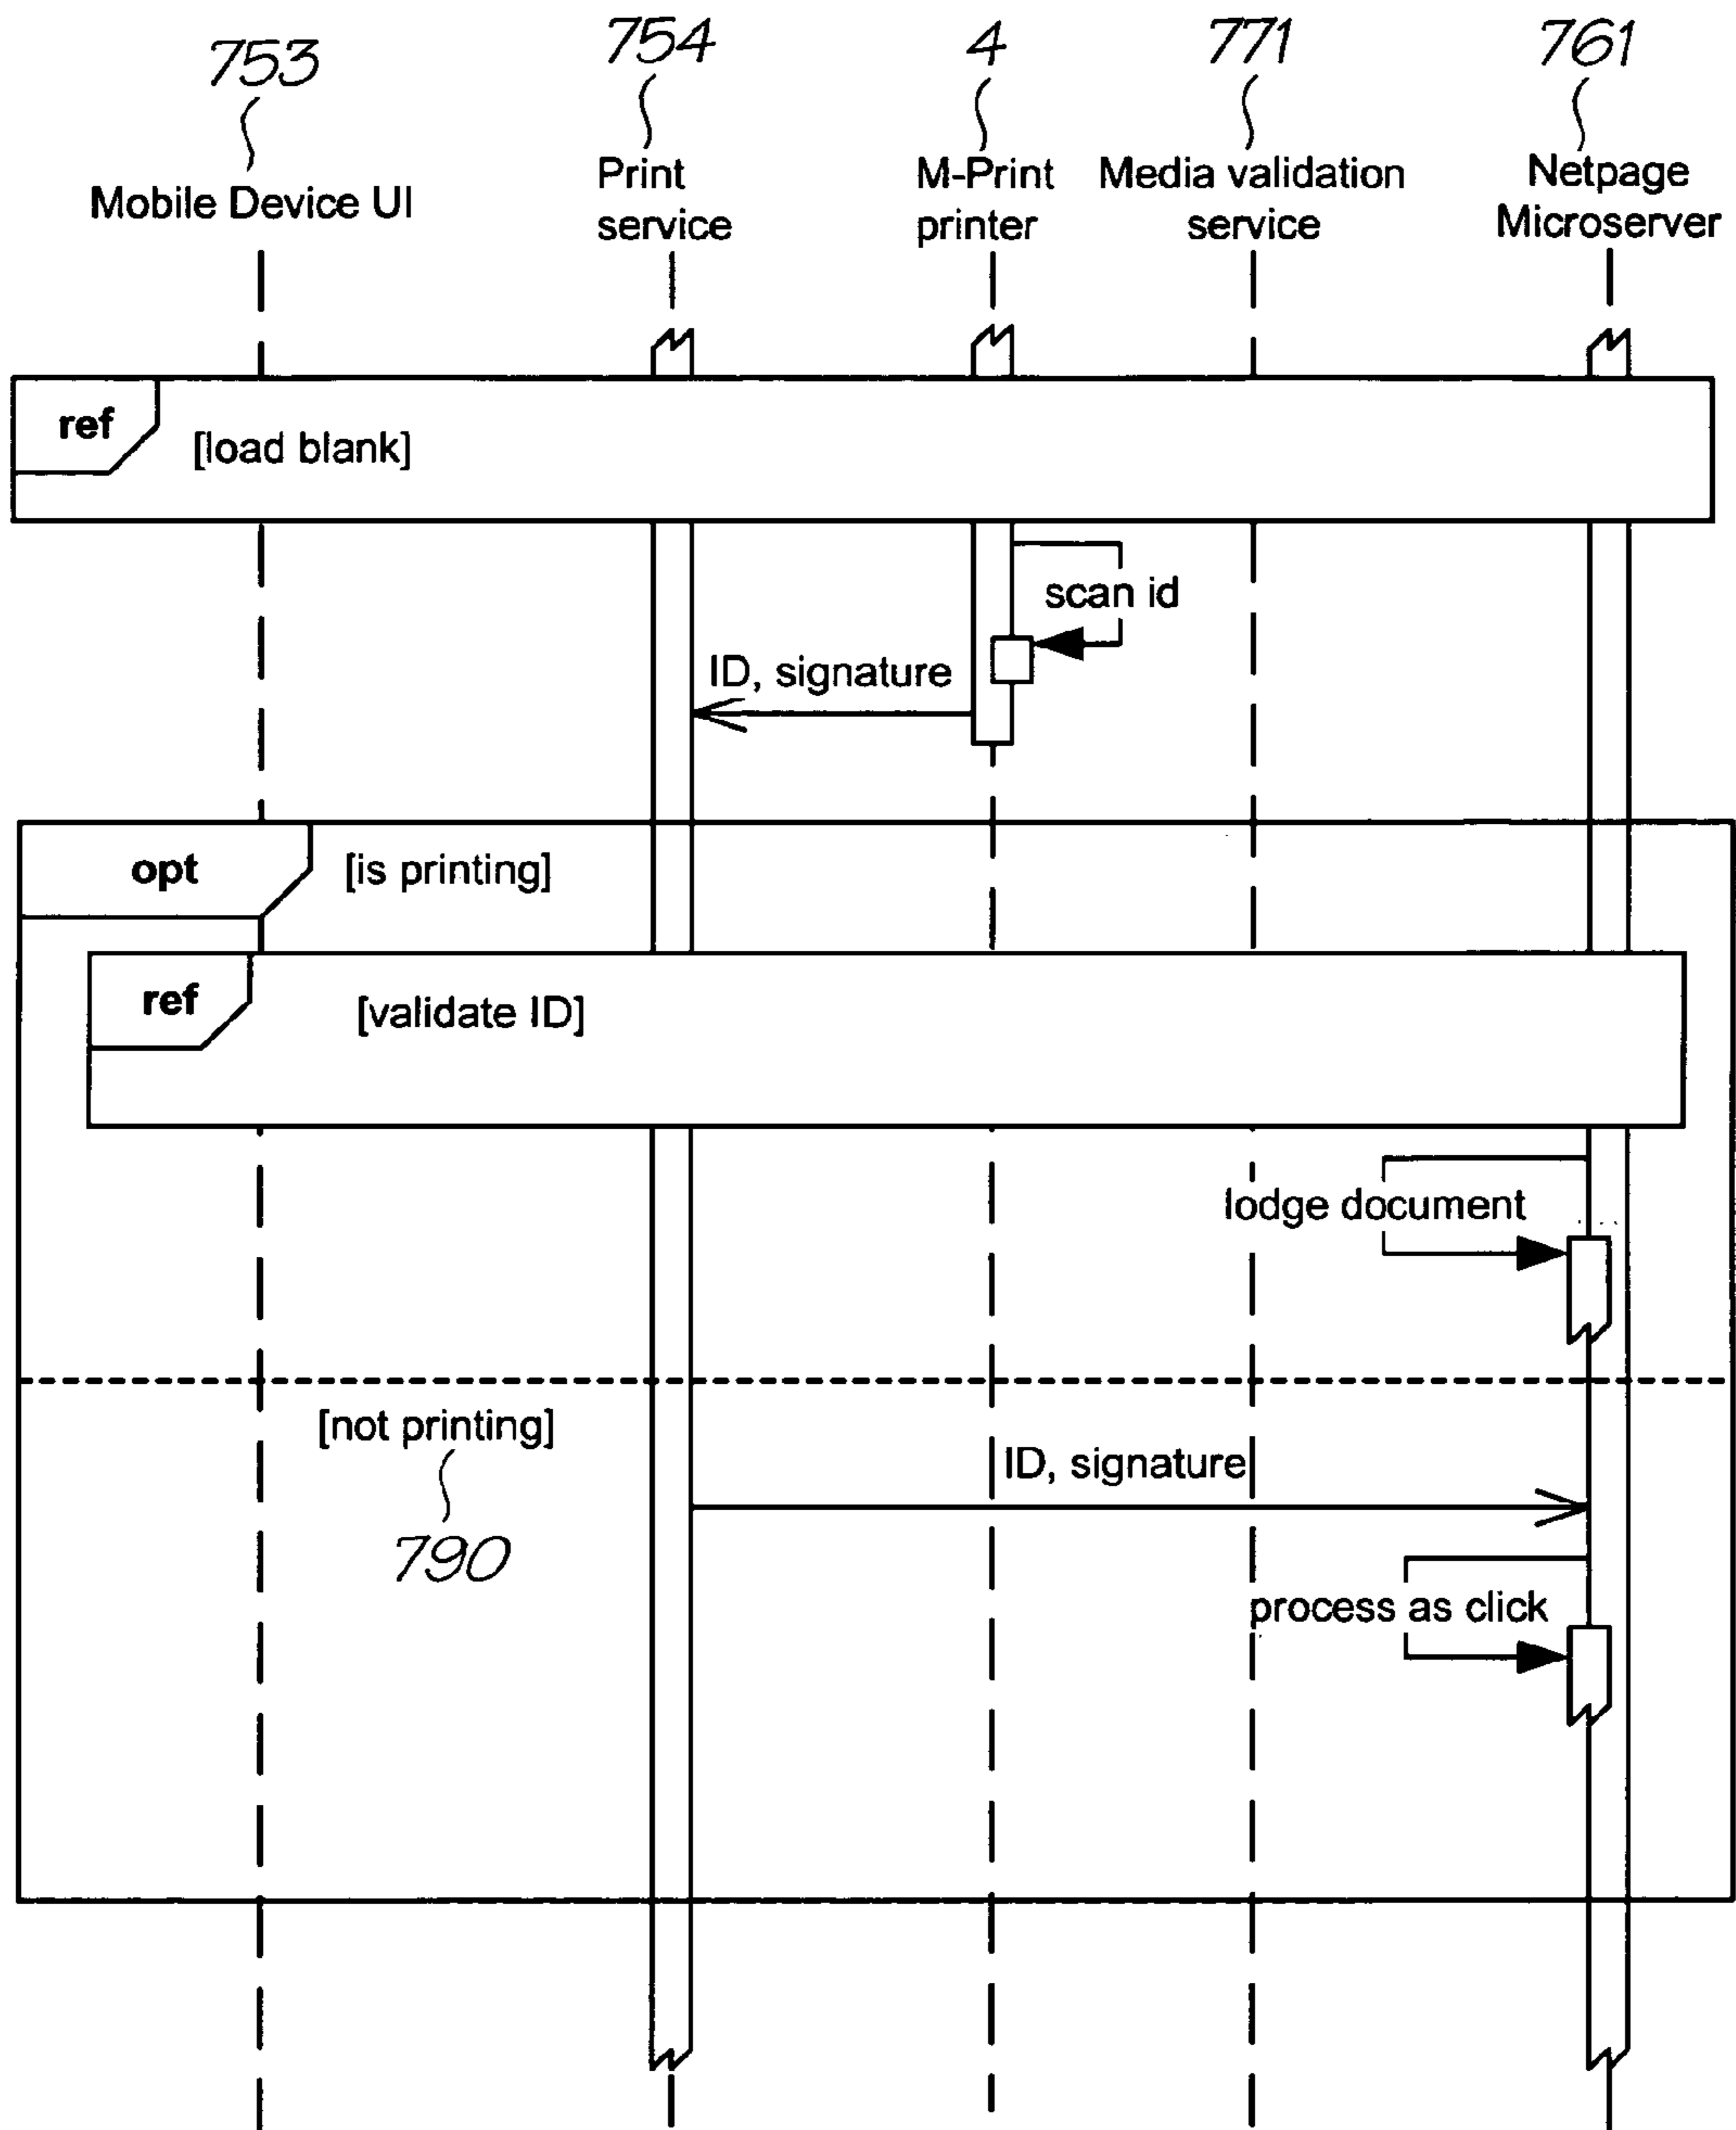 753
754
4
771
761
Mobile Device UI
Print
service
M-Print
printer
Media validation
service
Netpage
Microserver
ref
[load blank]
scan id
ID, signature
opt
[is printing]
ref
[validate ID]
lodge document
[not printing]
ID, signature
790
process as click